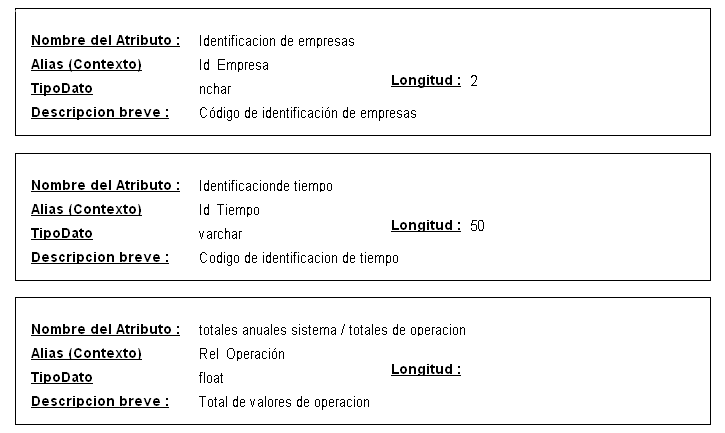 Nombre del Atributo : Identificacion de empresas
Alias (Contexto) Id Empresa
TipoDato nchar Longitud : 2
Descripcion breve : Código de identificación de empresas
Nombre del Atributo : Identificacionde tiempo
Alias (Contexto) Id Tiempo
TipoDato varchar Longitud : 50
Descripcion breve : Codigo de identificacion de tiempo
Nombre del Atributo : totales anuales sistema / totales de operacion
Alias (Contexto) Rel Operación
TipoDato float Longitud :
Descripcion breve : Total de valores de operacion